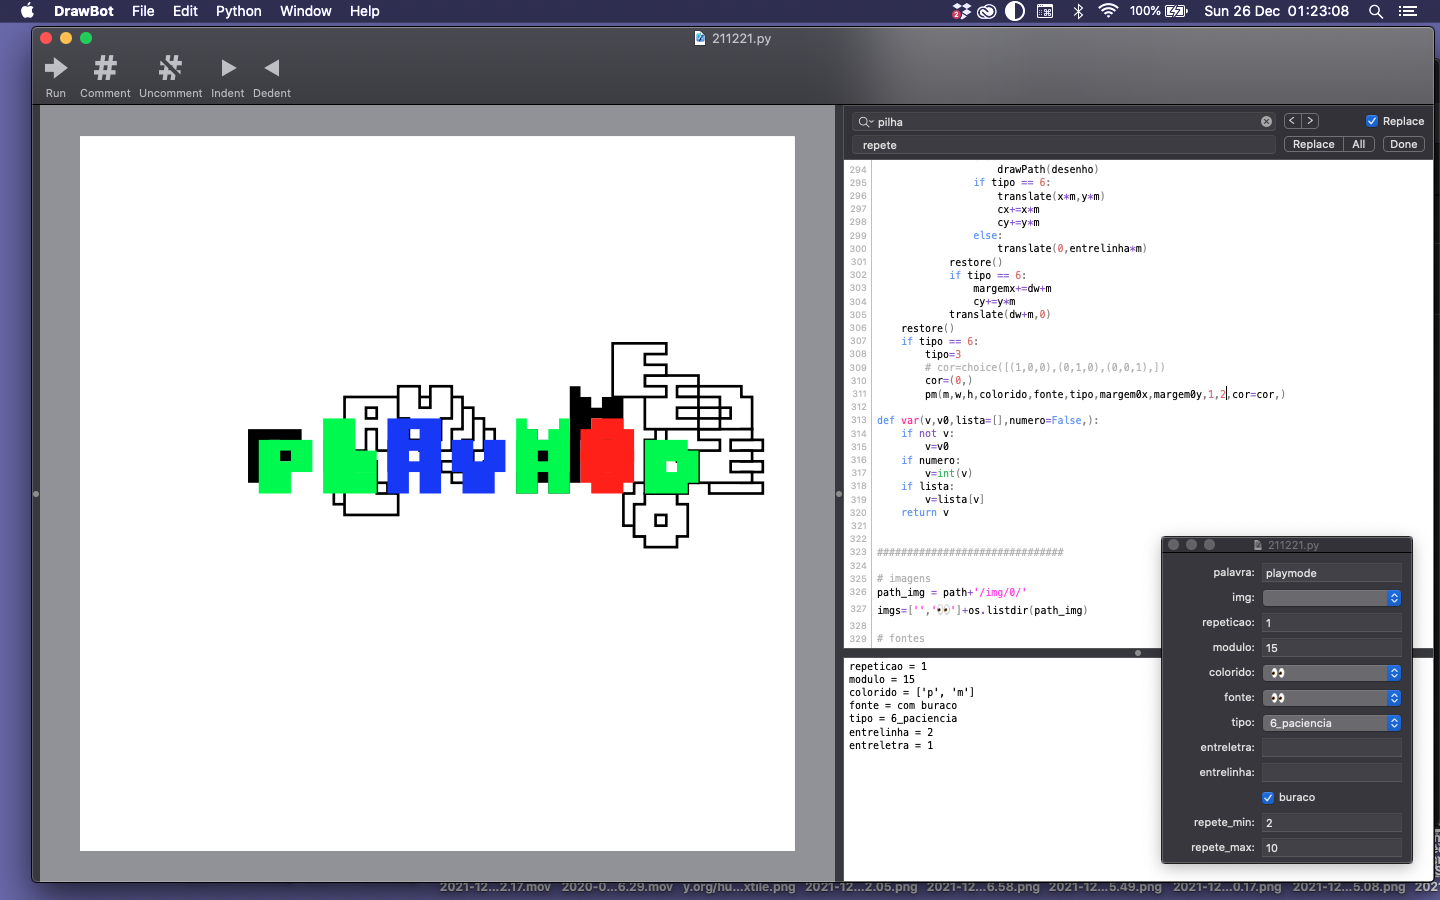 DrawBot File Edit Python Window Help
2 100% Sun 26 Dec 01:23:08
211221.py
Run Comment Uncomment Indent Dedent
PLAYMODE
pilha
Replace
repete
Replace All Done
294 drawPath(desenho)
295 if tipo == 6:
296 translate(x*m,y*m)
297 cx+=x*m
298 cy+=y*m
299 else:
300 translate(0,entrelinha*m)
301 restore()
302 if tipo == 6:
303 margemx+=dw+m
304 cy+=y*m
305 translate(dw+m,0)
306 restore()
307 if tipo == 6:
308 tipo=3
309 # cor=choice([(1,0,0),(0,1,0),(0,0,1),])
310 cor=(0,)
311 pm(m,w,h,colorido,fonte,tipo,margem0x,margem0y,1,2,cor=cor,)
312
313 def var(v,v0,lista=[],numero=False,):
314 if not v:
315 v=v0
316 if numero:
317 v=int(v)
318 if lista:
319 v=lista[v]
320 return v
321
322
323 ###############################
324
325 # imagens
326 path_img = path+'/img/0/'
327 imgs=['','👀']+os.listdir(path_img)
328
329 # fontes
repeticao = 1
modulo = 15
colorido = ['p', 'm']
fonte = com buraco
tipo = 6_paciencia
entrelinha = 2
entreletra = 1
211221.py
palavra: playmode
img:
repeticao: 1
modulo: 15
colorido: 👀
fonte: 👀
tipo: 6_paciencia
entreletra:
entrelinha:
buraco
repete_min: 2
repete_max: 10
2021-12...2.17.mov 2020-0...6.29.mov y.org/hu...xtile.png 2021-12...2.05.png 2021-12...6.58.png 2021-12...5.49.png 2021-12...0.17.png 2021-12...5.08.png 2021